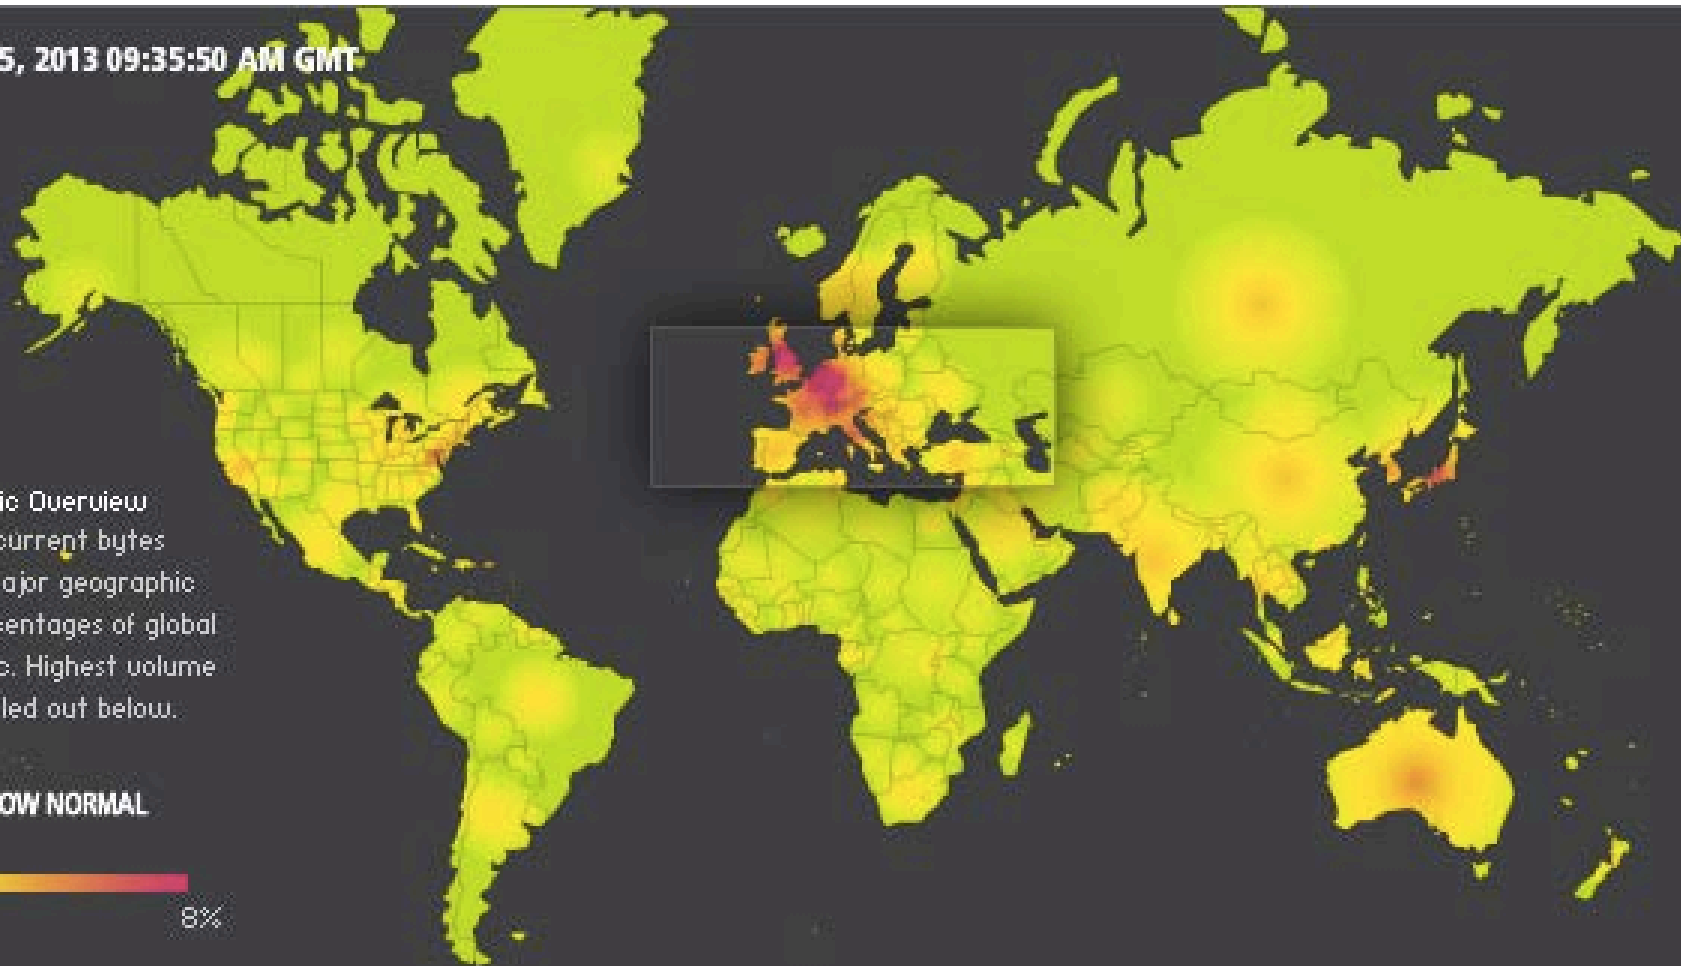 5, 2013 09:35:50 AM GMT
ic Overview
current bytes
ajor geographic
entages of global
c. Highest volume
led out below.
OW NORMAL
8%